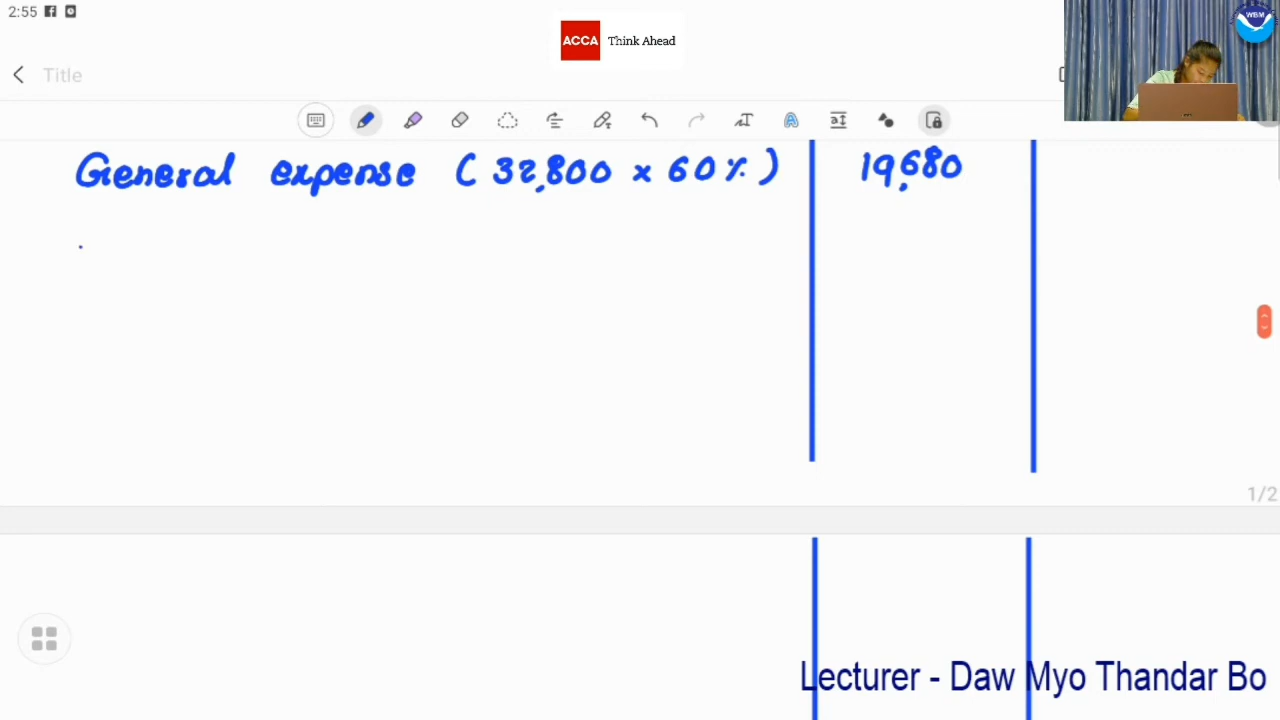 2:55
WBM
ACCA Think Ahead
Title
General expense ( 32,800 x 60% ) 19,680
1/2
Lecturer - Daw Myo Thandar Bo